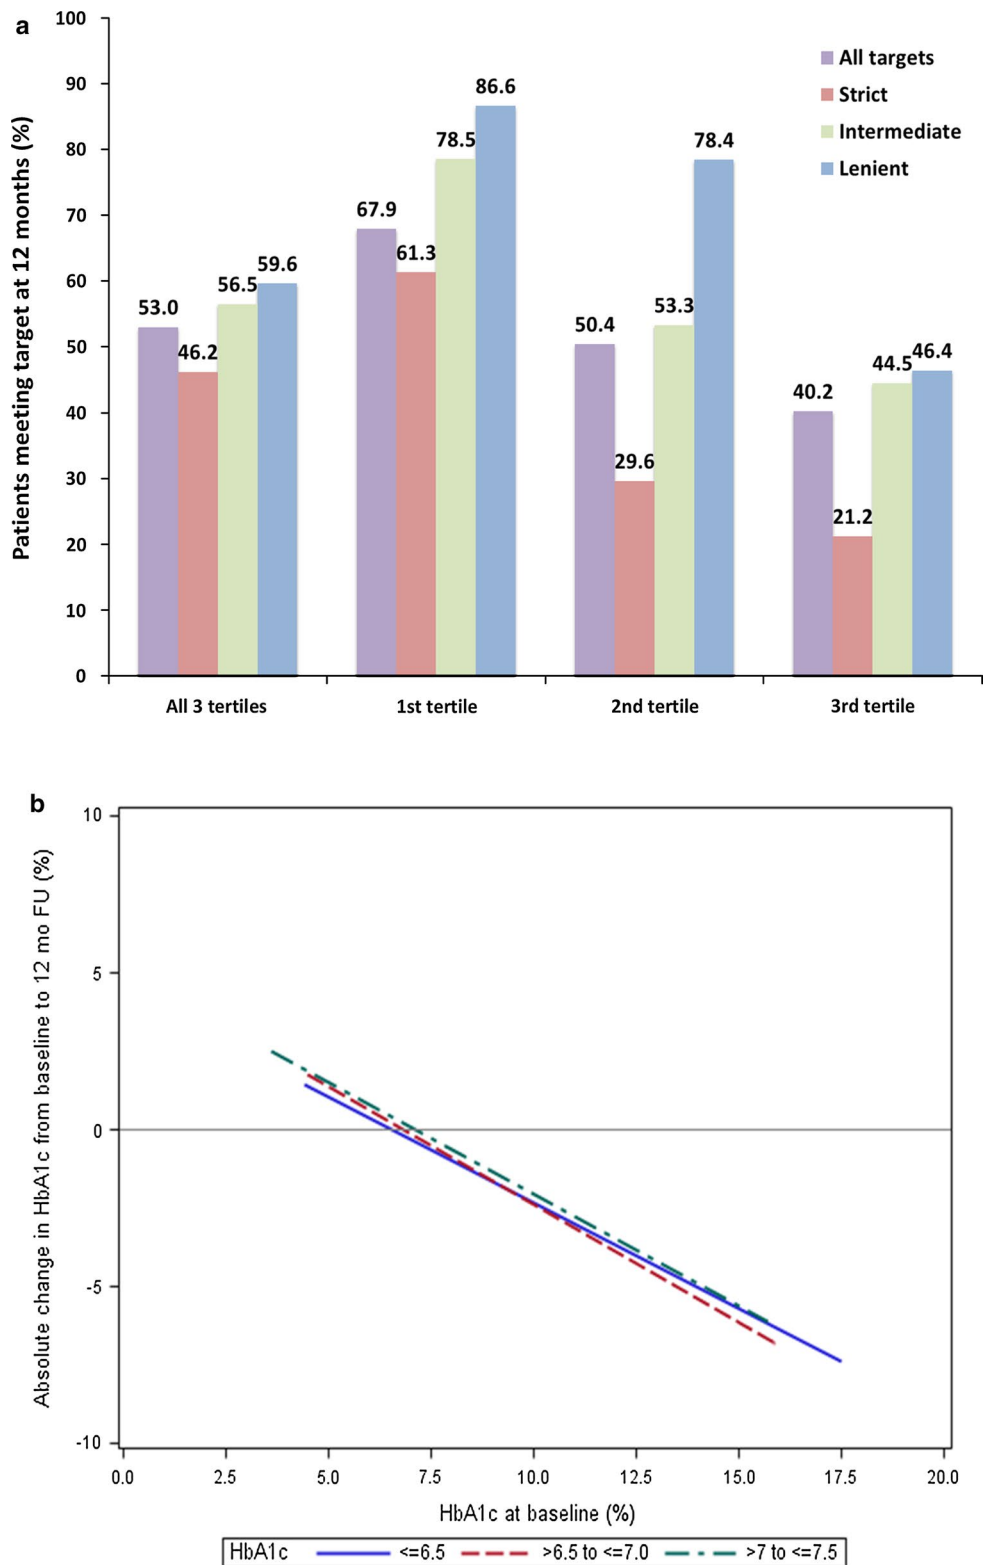 a
Patients meeting target at 12 months (%)
100
90
80
70
60
50
40
30
20
10
0
All targets
Strict
Intermediate
Lenient
53.0
46.2
56.5
59.6
67.9
61.3
78.5
86.6
50.4
29.6
53.3
78.4
40.2
21.2
44.5
46.4
All 3 tertiles
1st tertile
2nd tertile
3rd tertile
b
Absolute change in HbA1c from baseline to 12 mo FU (%)
10
5
0
-5
-10
0.0
2.5
5.0
7.5
10.0
12.5
15.0
17.5
20.0
HbA1c at baseline (%)
HbA1c <=6.5 >6.5 to <=7.0 >7 to <=7.5